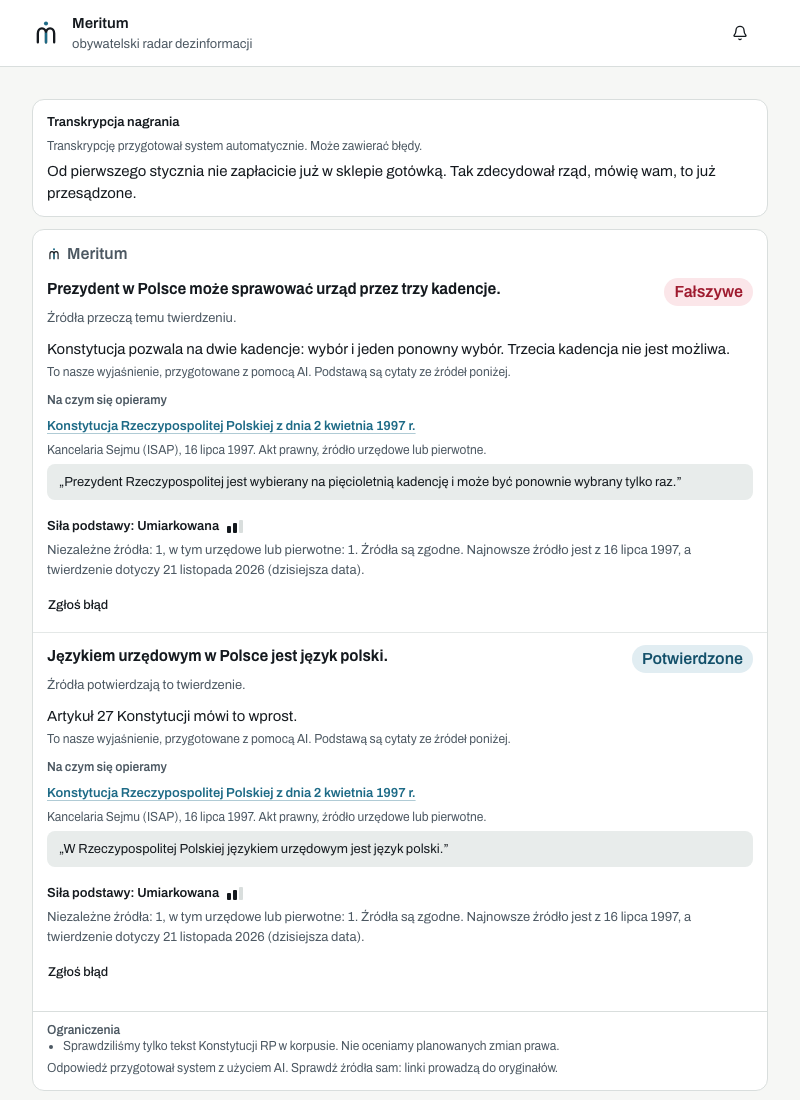 Meritum
obywatelski radar dezinformacji
Transkrypcja nagrania
Transkrypcję przygotował system automatycznie. Może zawierać błędy.
Od pierwszego stycznia nie zapłacicie już w sklepie gotówką. Tak zdecydował rząd, mówię wam, to już
przesądzone.
Meritum
Prezydent w Polsce może sprawować urząd przez trzy kadencje.
Fałszywe
Źródła przeczą temu twierdzeniu.
Konstytucja pozwala na dwie kadencje: wybór i jeden ponowny wybór. Trzecia kadencja nie jest możliwa.
To nasze wyjaśnienie, przygotowane z pomocą AI. Podstawą są cytaty ze źródeł poniżej.
Na czym się opieramy
Konstytucja Rzeczypospolitej Polskiej z dnia 2 kwietnia 1997 r.
Kancelaria Sejmu (ISAP), 16 lipca 1997. Akt prawny, źródło urzędowe lub pierwotne.
„Prezydent Rzeczypospolitej jest wybierany na pięcioletnią kadencję i może być ponownie wybrany tylko raz.”
Siła podstawy: Umiarkowana
Niezależne źródła: 1, w tym urzędowe lub pierwotne: 1. Źródła są zgodne. Najnowsze źródło jest z 16 lipca 1997, a
twierdzenie dotyczy 21 listopada 2026 (dzisiejsza data).
Zgłoś błąd
Językiem urzędowym w Polsce jest język polski.
Potwierdzone
Źródła potwierdzają to twierdzenie.
Artykuł 27 Konstytucji mówi to wprost.
To nasze wyjaśnienie, przygotowane z pomocą AI. Podstawą są cytaty ze źródeł poniżej.
Na czym się opieramy
Konstytucja Rzeczypospolitej Polskiej z dnia 2 kwietnia 1997 r.
Kancelaria Sejmu (ISAP), 16 lipca 1997. Akt prawny, źródło urzędowe lub pierwotne.
„W Rzeczypospolitej Polskiej językiem urzędowym jest język polski.”
Siła podstawy: Umiarkowana
Niezależne źródła: 1, w tym urzędowe lub pierwotne: 1. Źródła są zgodne. Najnowsze źródło jest z 16 lipca 1997, a
twierdzenie dotyczy 21 listopada 2026 (dzisiejsza data).
Zgłoś błąd
Ograniczenia
• Sprawdziliśmy tylko tekst Konstytucji RP w korpusie. Nie oceniamy planowanych zmian prawa.
Odpowiedź przygotował system z użyciem AI. Sprawdź źródła sam: linki prowadzą do oryginałów.